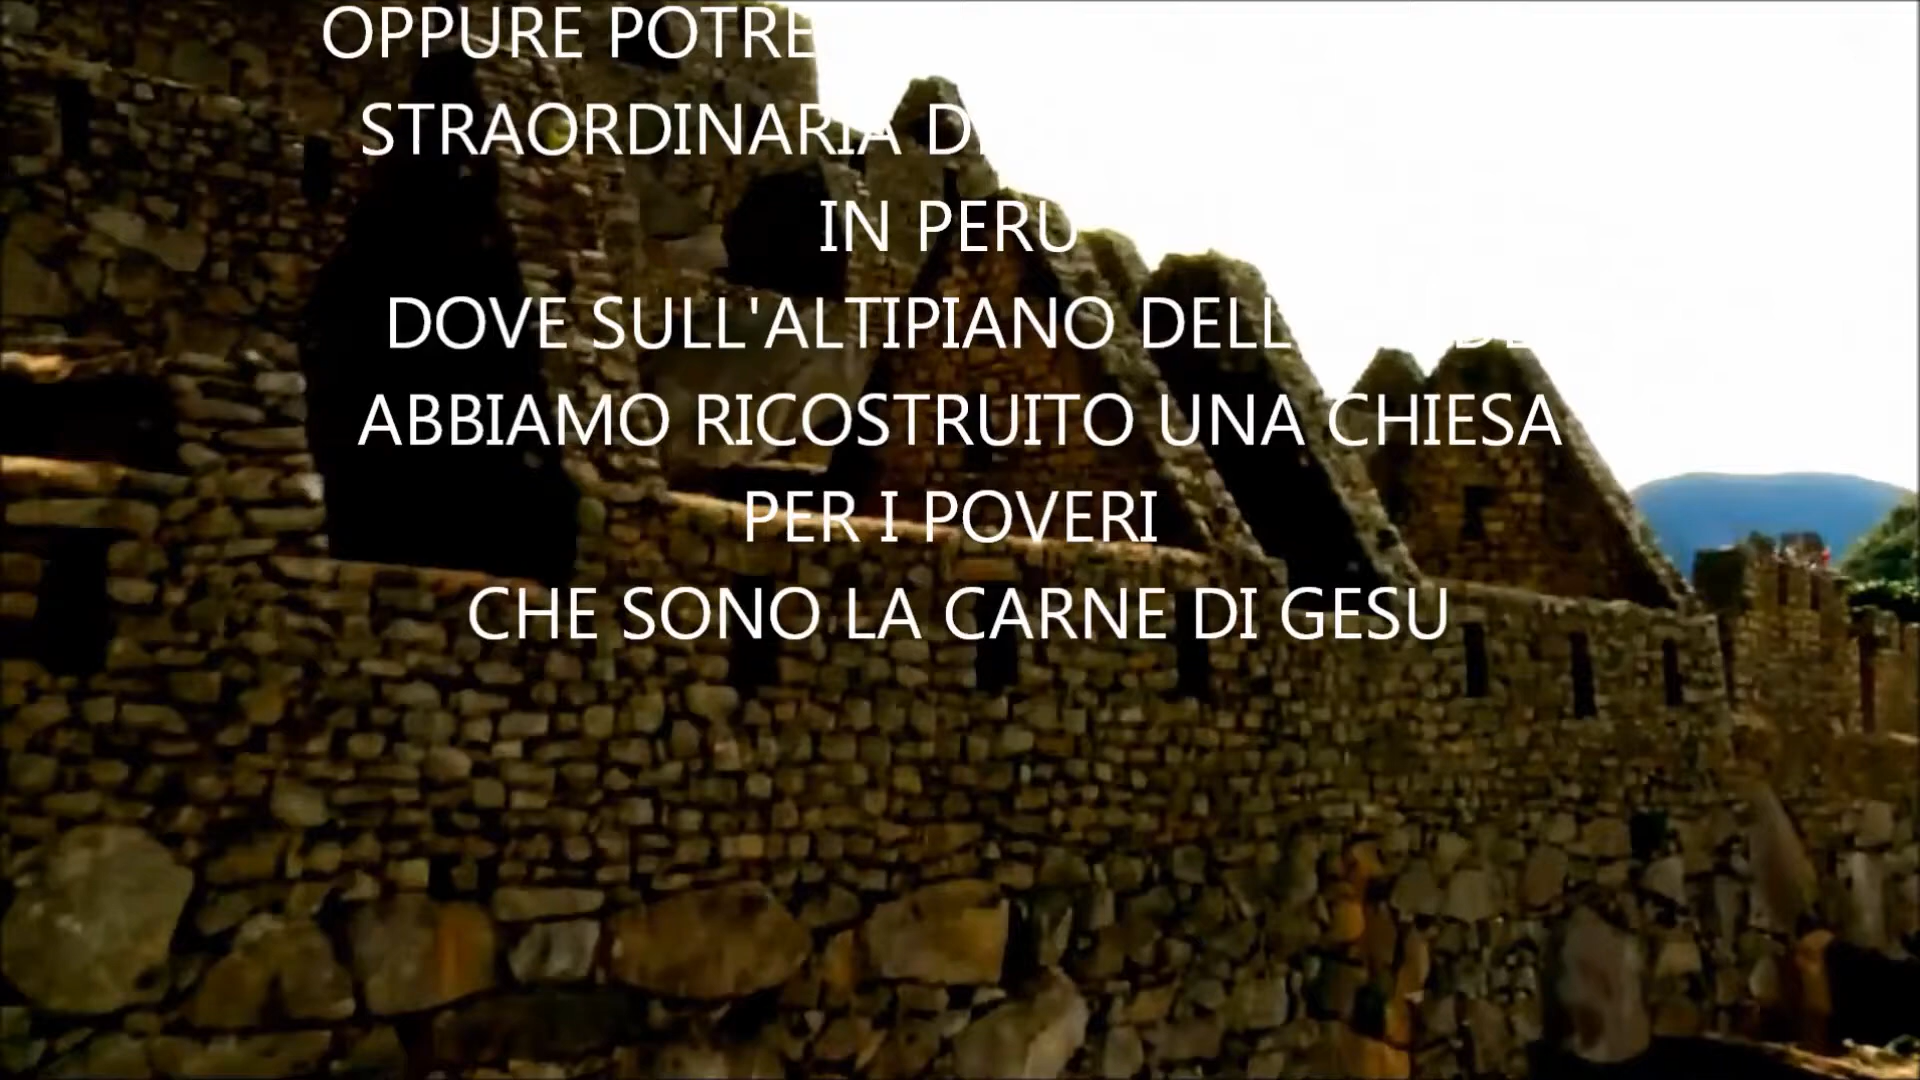 OPPURE POTRE
STRAORDINARIA D
IN PERU
DOVE SULL'ALTIPIANO DELL
ABBIAMO RICOSTRUITO UNA CHIESA
PER I POVERI
CHE SONO LA CARNE DI GESU